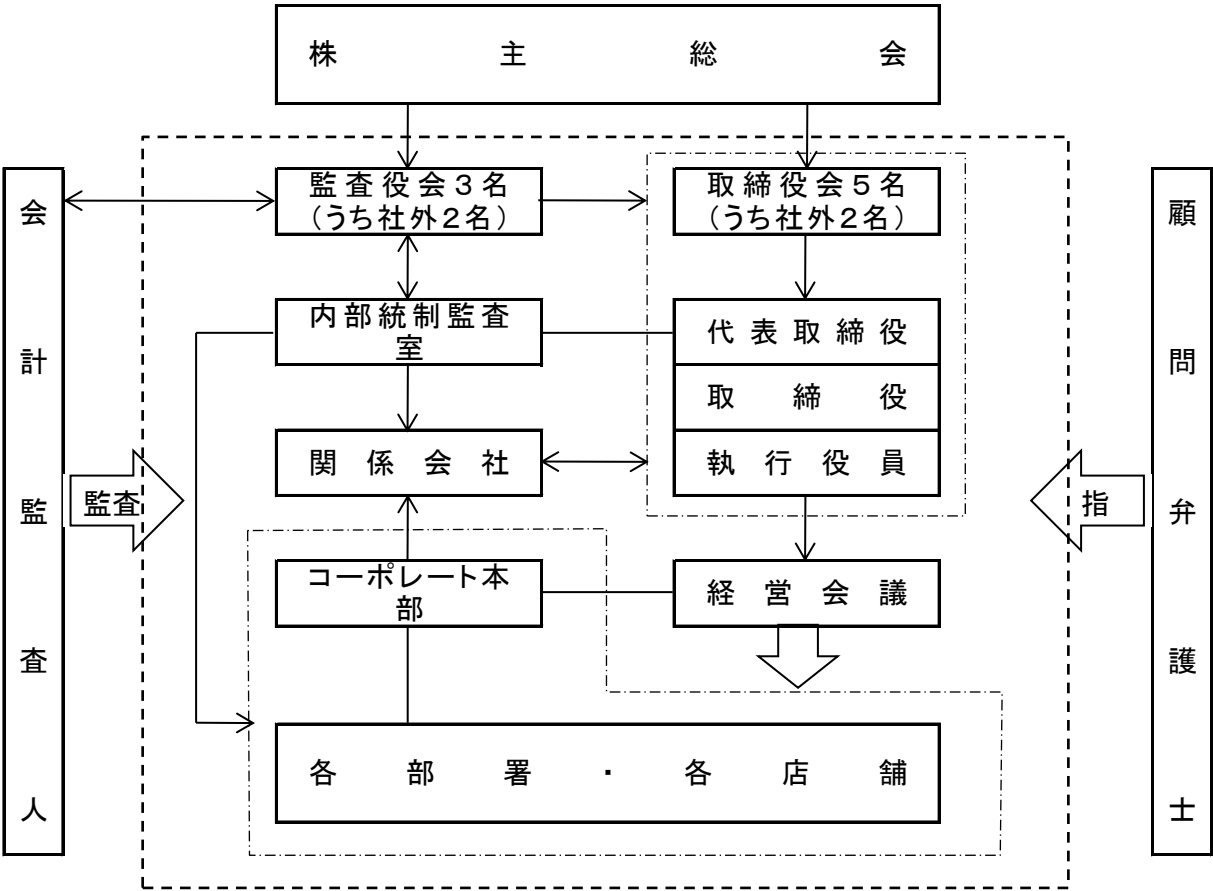 株主総会
監査役会３名
（うち社外２名）
取締役会５名
（うち社外２名）
会計監査人
顧問弁護士
内部統制監査
室
代表取締役
取締役
関係会社
執行役員
監査
指
コーポレート本
部
経営会議
各部署・各店舗